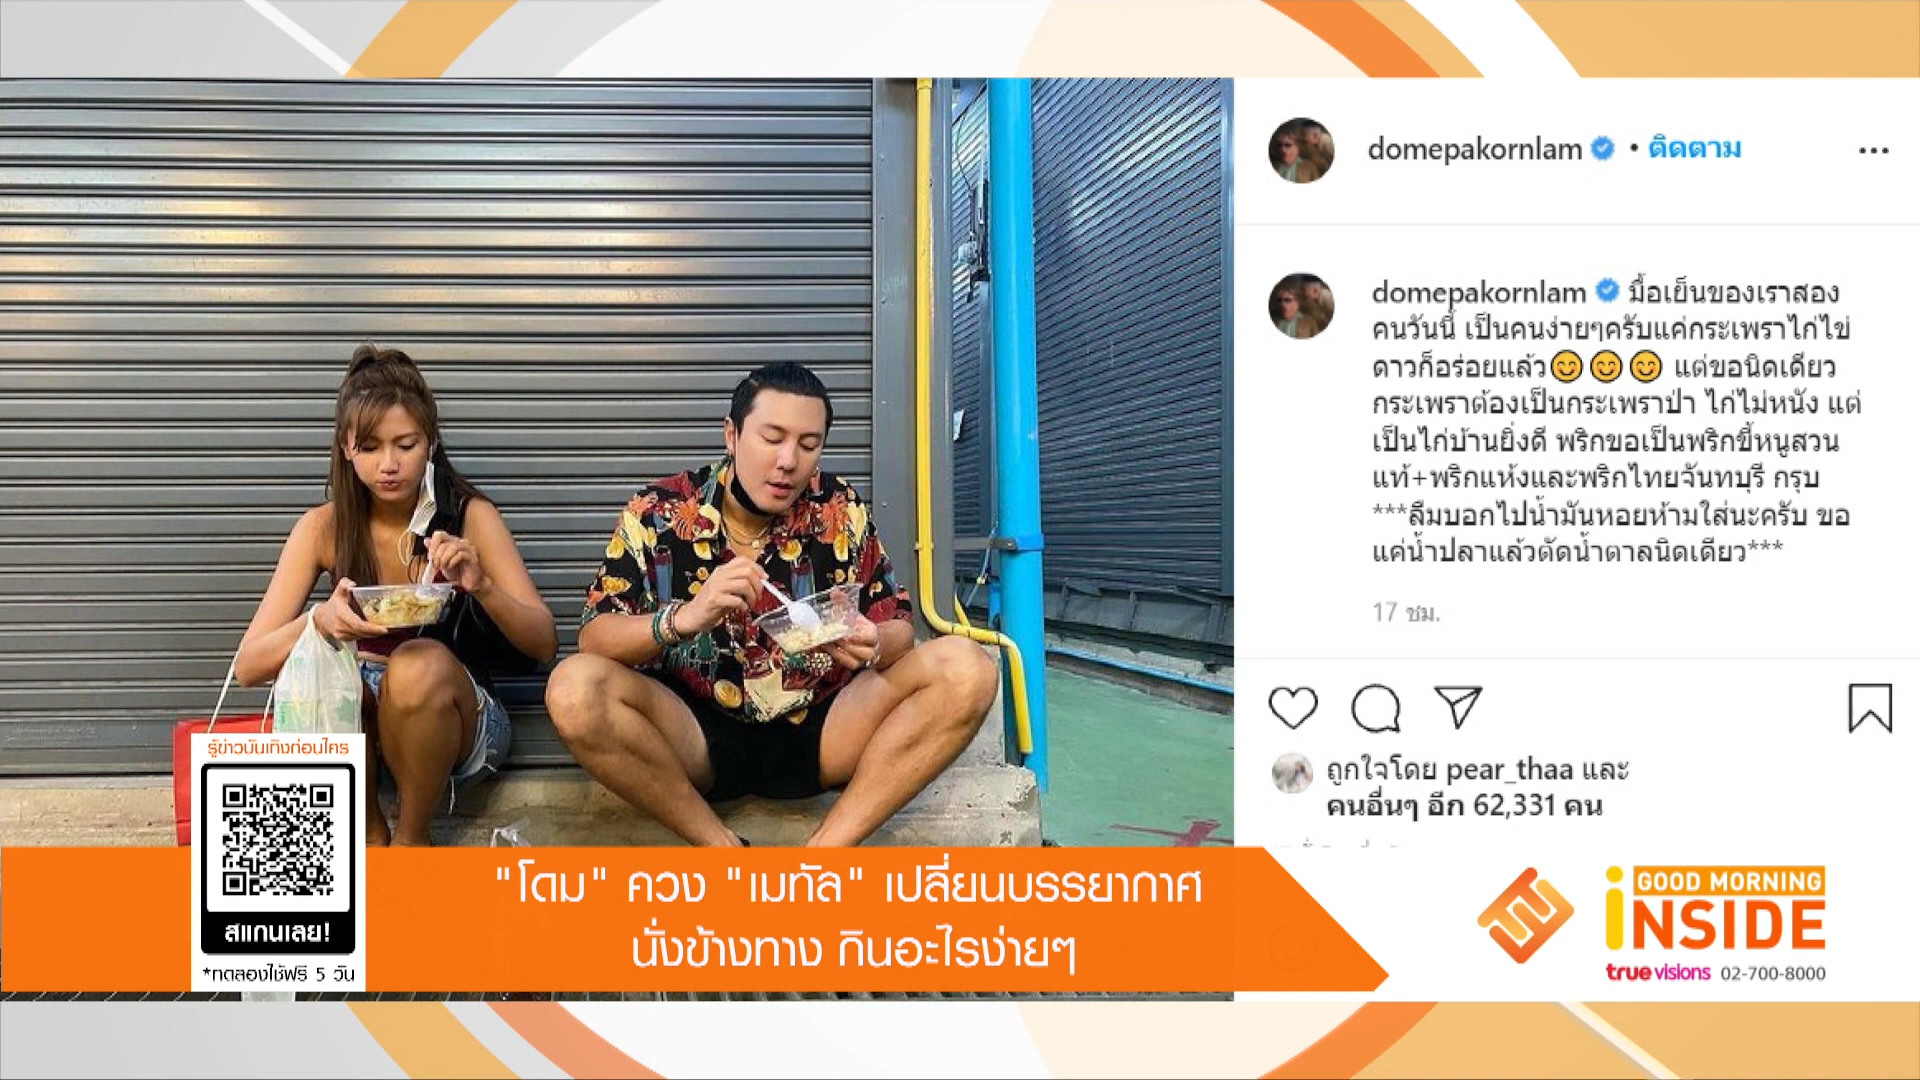 domepakornlam • ติดตาม
domepakornlam มื้อเย็นของเราสอง
คนวันนี้ เป็นคนง่ายๆครับแค่กระเพราไก่ไข่
ดาวก็อร่อยแล้ว😊😊😊 แต่ขอนิดเดียว
กระเพราต้องเป็นกระเพราป่า ไก่ไม่หนัง แต่
เป็นไก่บ้านยิ่งดี พริกขอเป็นพริกขี้หนูสวน
แท้+พริกแห้งและพริกไทยจันทบุรี กรุบ
***ลืมบอกไปน้ำมันหอยห้ามใส่นะครับ ขอ
แค่น้ำปลาแล้วตัดน้ำตาลนิดเดียว***
17 ชม.
ถูกใจโดย pear_thaa และ
คนอื่นๆ อีก 62,331 คน
รู้ข่าวบันเทิงก่อนใคร
สแกนเลย!
*ทดลองใช้ฟรี 5 วัน
"โดม" ควง "เมทัล" เปลี่ยนบรรยากาศ
นั่งข้างทาง กินอะไรง่ายๆ
GOOD MORNING
iNSIDE
truevisions 02-700-8000